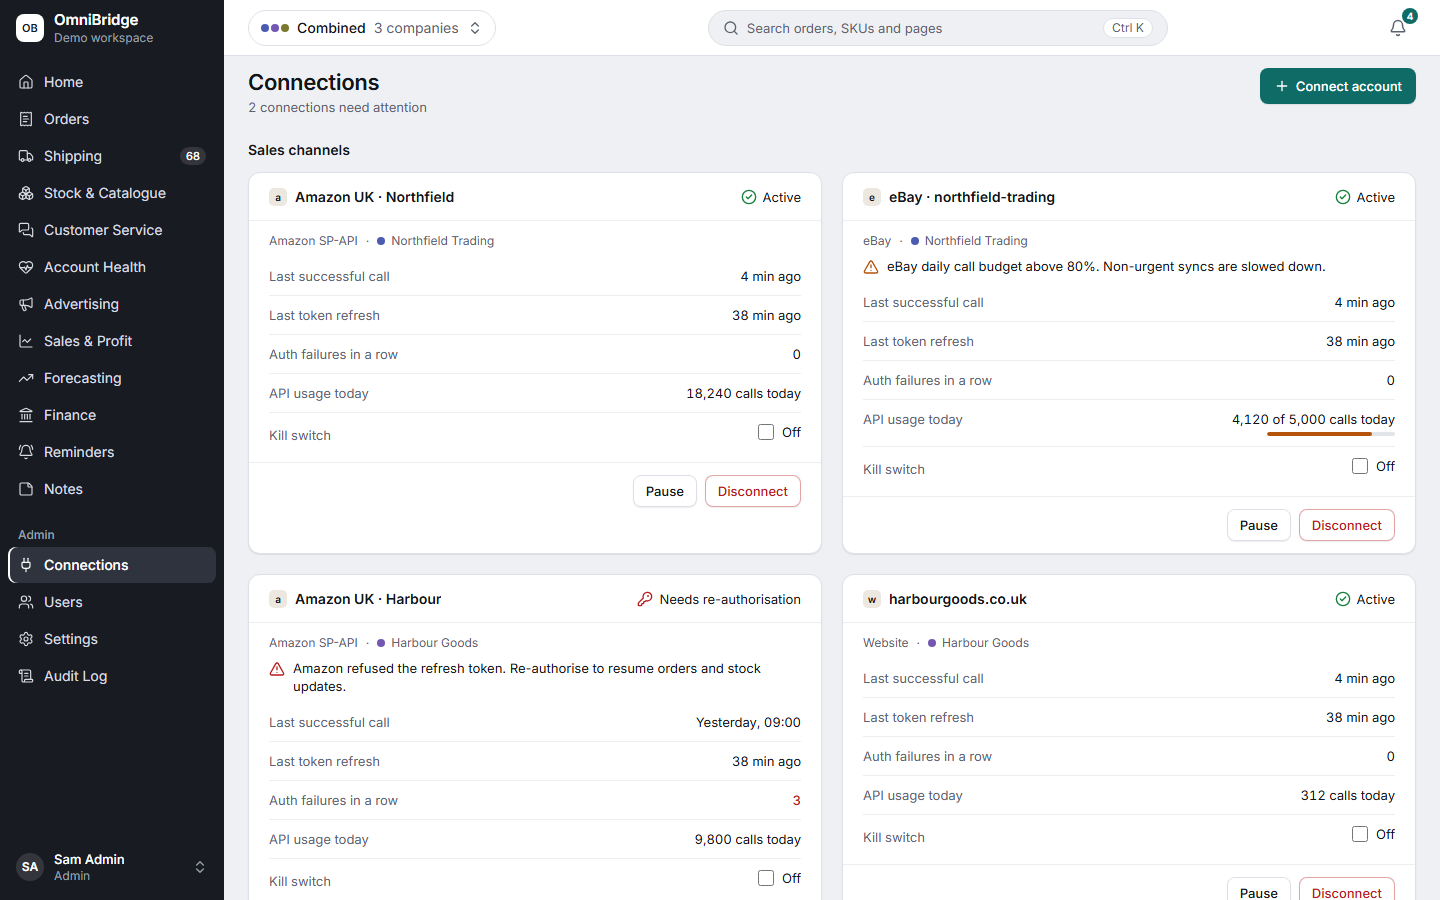 OB
OmniBridge
Demo workspace
Home
Orders
Shipping 68
Stock & Catalogue
Customer Service
Account Health
Advertising
Sales & Profit
Forecasting
Finance
Reminders
Notes
Admin
Connections
Users
Settings
Audit Log
SA
Sam Admin
Admin
Combined 3 companies
Search orders, SKUs and pages Ctrl K
4
Connections
2 connections need attention
Connect account
Sales channels
a Amazon UK · Northfield Active
Amazon SP-API · Northfield Trading
Last successful call 4 min ago
Last token refresh 38 min ago
Auth failures in a row 0
API usage today 18,240 calls today
Kill switch Off
Pause Disconnect
e eBay · northfield-trading Active
eBay · Northfield Trading
eBay daily call budget above 80%. Non-urgent syncs are slowed down.
Last successful call 4 min ago
Last token refresh 38 min ago
Auth failures in a row 0
API usage today 4,120 of 5,000 calls today
Kill switch Off
Pause Disconnect
a Amazon UK · Harbour Needs re-authorisation
Amazon SP-API · Harbour Goods
Amazon refused the refresh token. Re-authorise to resume orders and stock
updates.
Last successful call Yesterday, 09:00
Last token refresh 38 min ago
Auth failures in a row 3
API usage today 9,800 calls today
Kill switch Off
w harbourgoods.co.uk Active
Website · Harbour Goods
Last successful call 4 min ago
Last token refresh 38 min ago
Auth failures in a row 0
API usage today 312 calls today
Kill switch Off
Pause Disconnect